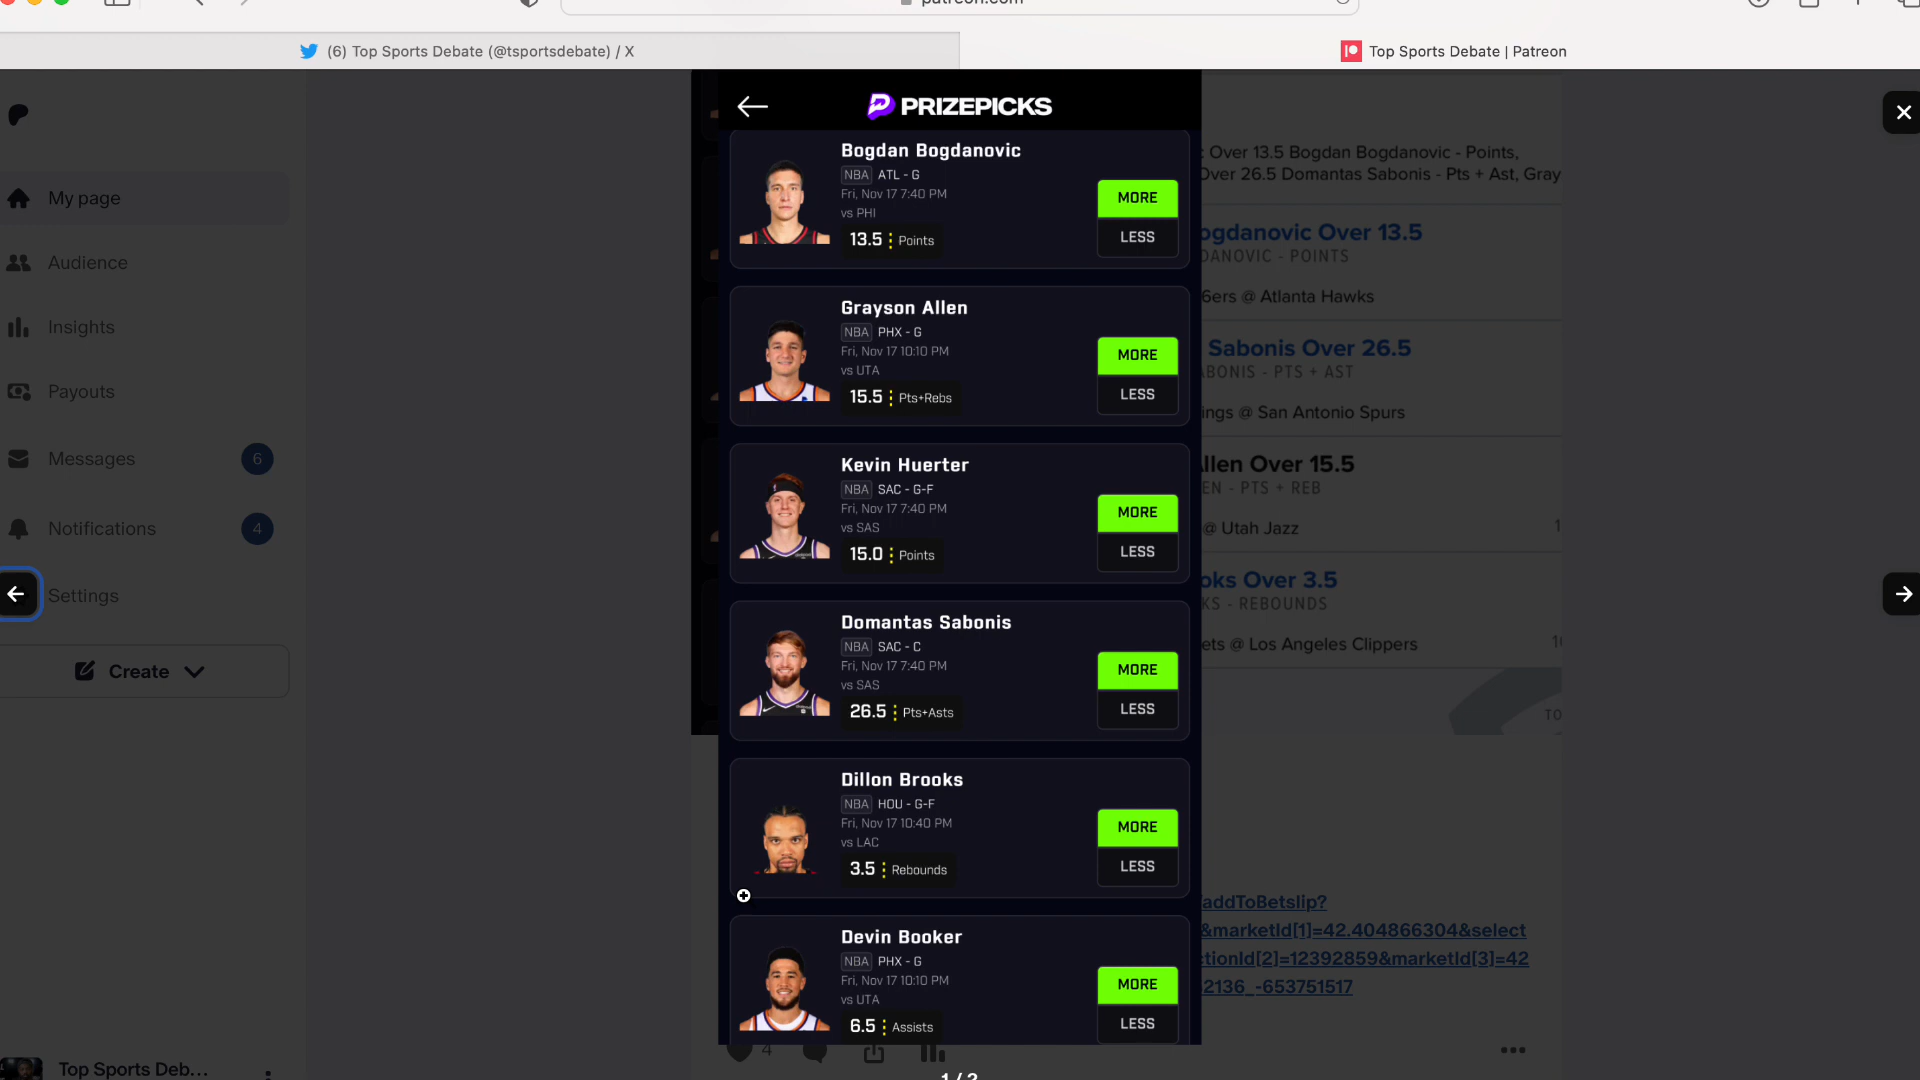 patreon.com
(6) Top Sports Debate (@tsportsdebate) / X
Top Sports Debate | Patreon
My page
Audience
Insights
Payouts
Messages
6
Notifications
4
Settings
Create
Top Sports Deb...
PRIZEPICKS
Bogdan Bogdanovic
NBA ATL - G
Fri, Nov 17 7:40 PM
vs PHI
13.5 Points
MORE
LESS
Grayson Allen
NBA PHX - G
Fri, Nov 17 10:10 PM
vs UTA
15.5 Pts+Rebs
MORE
LESS
Kevin Huerter
NBA SAC - G-F
Fri, Nov 17 7:40 PM
vs SAS
15.0 Points
MORE
LESS
Domantas Sabonis
NBA SAC - C
Fri, Nov 17 7:40 PM
vs SAS
26.5 Pts+Asts
MORE
LESS
Dillon Brooks
NBA HOU - G-F
Fri, Nov 17 10:40 PM
vs LAC
3.5 Rebounds
MORE
LESS
Devin Booker
NBA PHX - G
Fri, Nov 17 10:10 PM
vs UTA
6.5 Assists
MORE
LESS
: Over 13.5 Bogdan Bogdanovic - Points,
Over 26.5 Domantas Sabonis - Pts + Ast, Gray
ogdanovic Over 13.5
DANOVIC - POINTS
6ers @ Atlanta Hawks
Sabonis Over 26.5
ABONIS - PTS + AST
ings @ San Antonio Spurs
Allen Over 15.5
EN - PTS + REB
@ Utah Jazz
oks Over 3.5
KS - REBOUNDS
ets @ Los Angeles Clippers
TO
addToBetslip?
&marketId[1]=42.404866304&select
ctionId[2]=12392859&marketId[3]=42
2136_-653751517
4